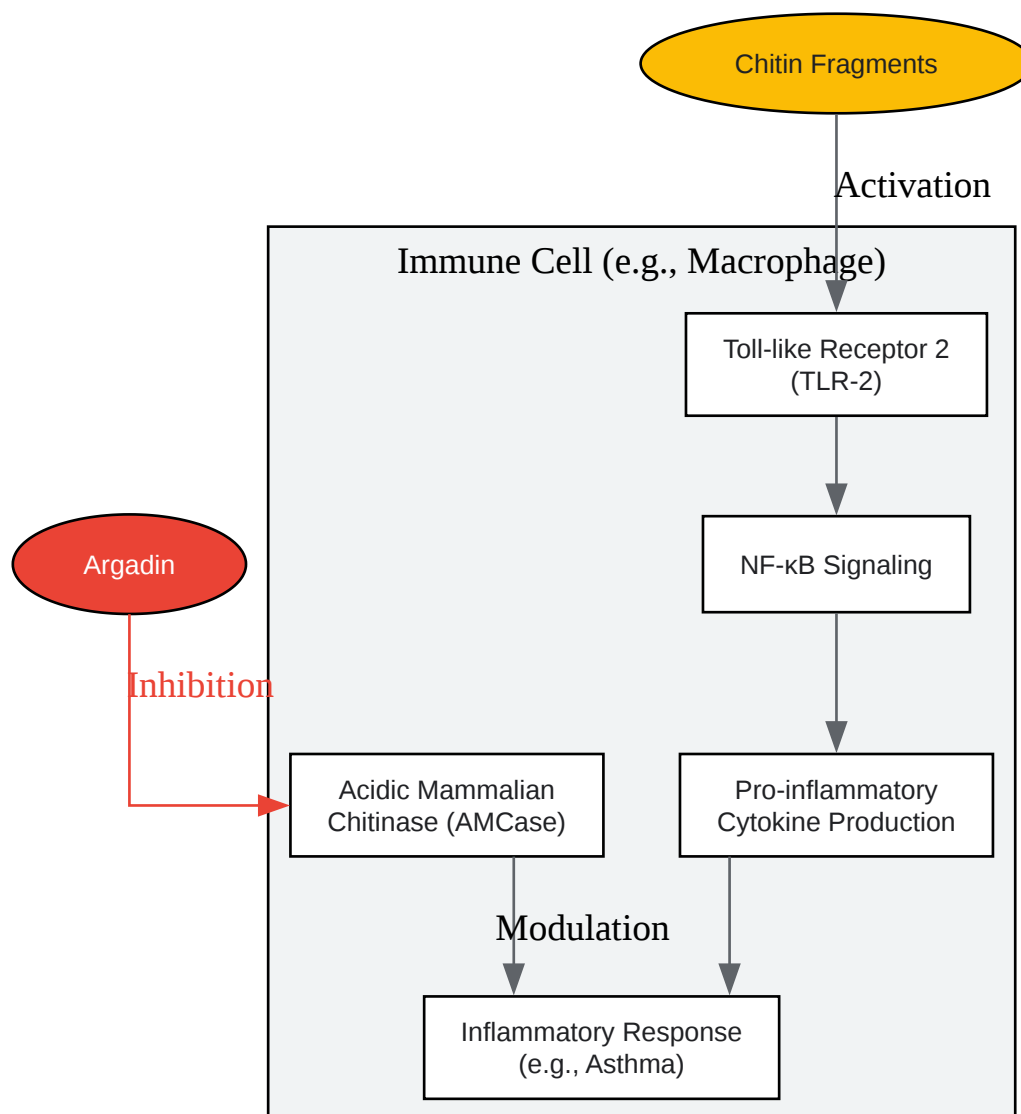 Chitin Fragments
Activation
Immune Cell (e.g., Macrophage)
Toll-like Receptor 2
(TLR-2)
Argadin
NF-κB Signaling
Inhibition
Acidic Mammalian
Chitinase (AMCase)
Pro-inflammatory
Cytokine Production
Modulation
Inflammatory Response
(e.g., Asthma)